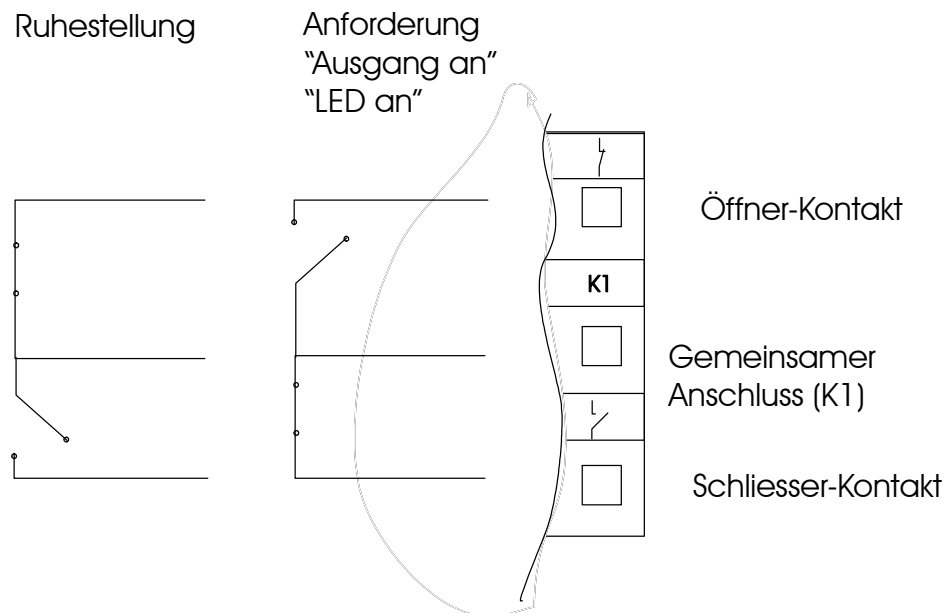 Ruhestellung
Anforderung
“Ausgang an”
“LED an”
Öffner-Kontakt
K1
Gemeinsamer
Anschluss (K1)
Schliesser-Kontakt